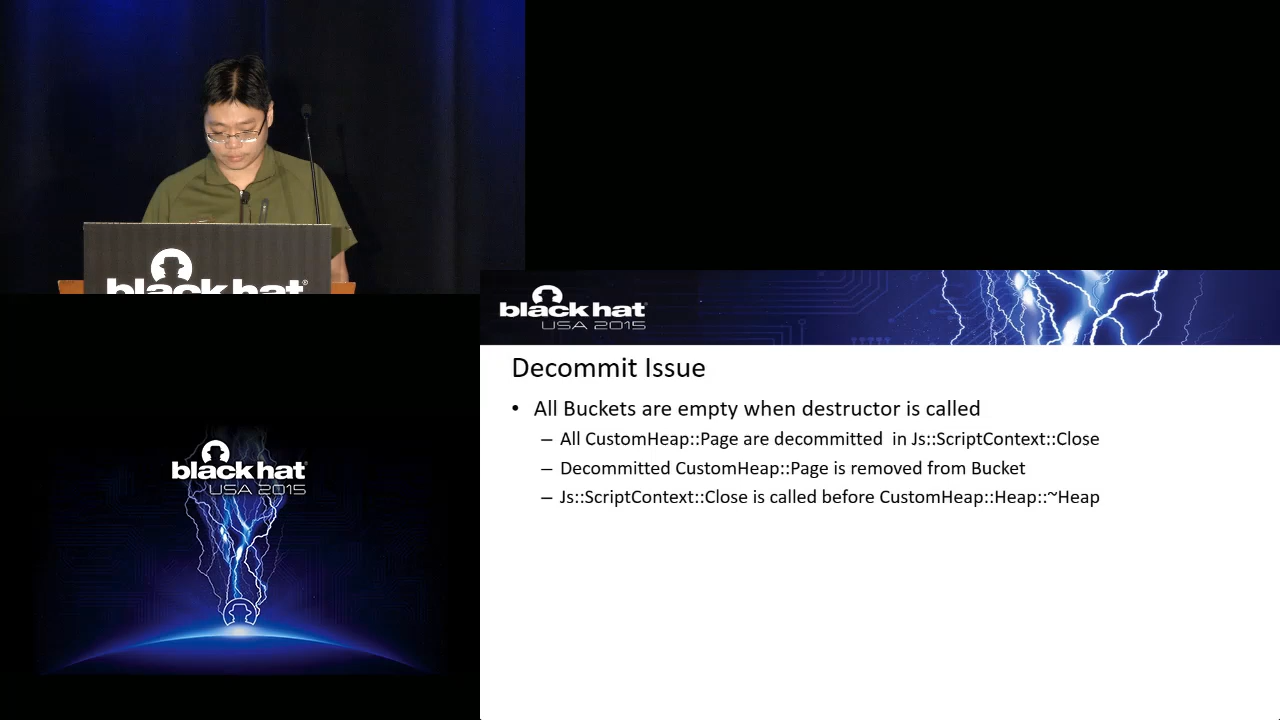 black hat
black hat
USA 2015
Decommit Issue
• All Buckets are empty when destructor is called
– All CustomHeap::Page are decommitted in Js::ScriptContext::Close
– Decommitted CustomHeap::Page is removed from Bucket
– Js::ScriptContext::Close is called before CustomHeap::Heap::~Heap
black hat
USA 2015